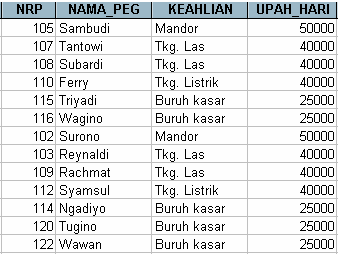 NRP NAMA_PEG KEAHLIAN UPAH_HARI
105 Sambudi Mandor 50000
107 Tantowi Tkg. Las 40000
108 Subardi Tkg. Las 40000
110 Ferry Tkg. Listrik 40000
115 Triyadi Buruh kasar 25000
116 Wagino Buruh kasar 25000
102 Surono Mandor 50000
103 Reynaldi Tkg. Las 40000
109 Rachmat Tkg. Las 40000
112 Syamsul Tkg. Listrik 40000
114 Ngadiyo Buruh kasar 25000
120 Tugino Buruh kasar 25000
122 Wawan Buruh kasar 25000